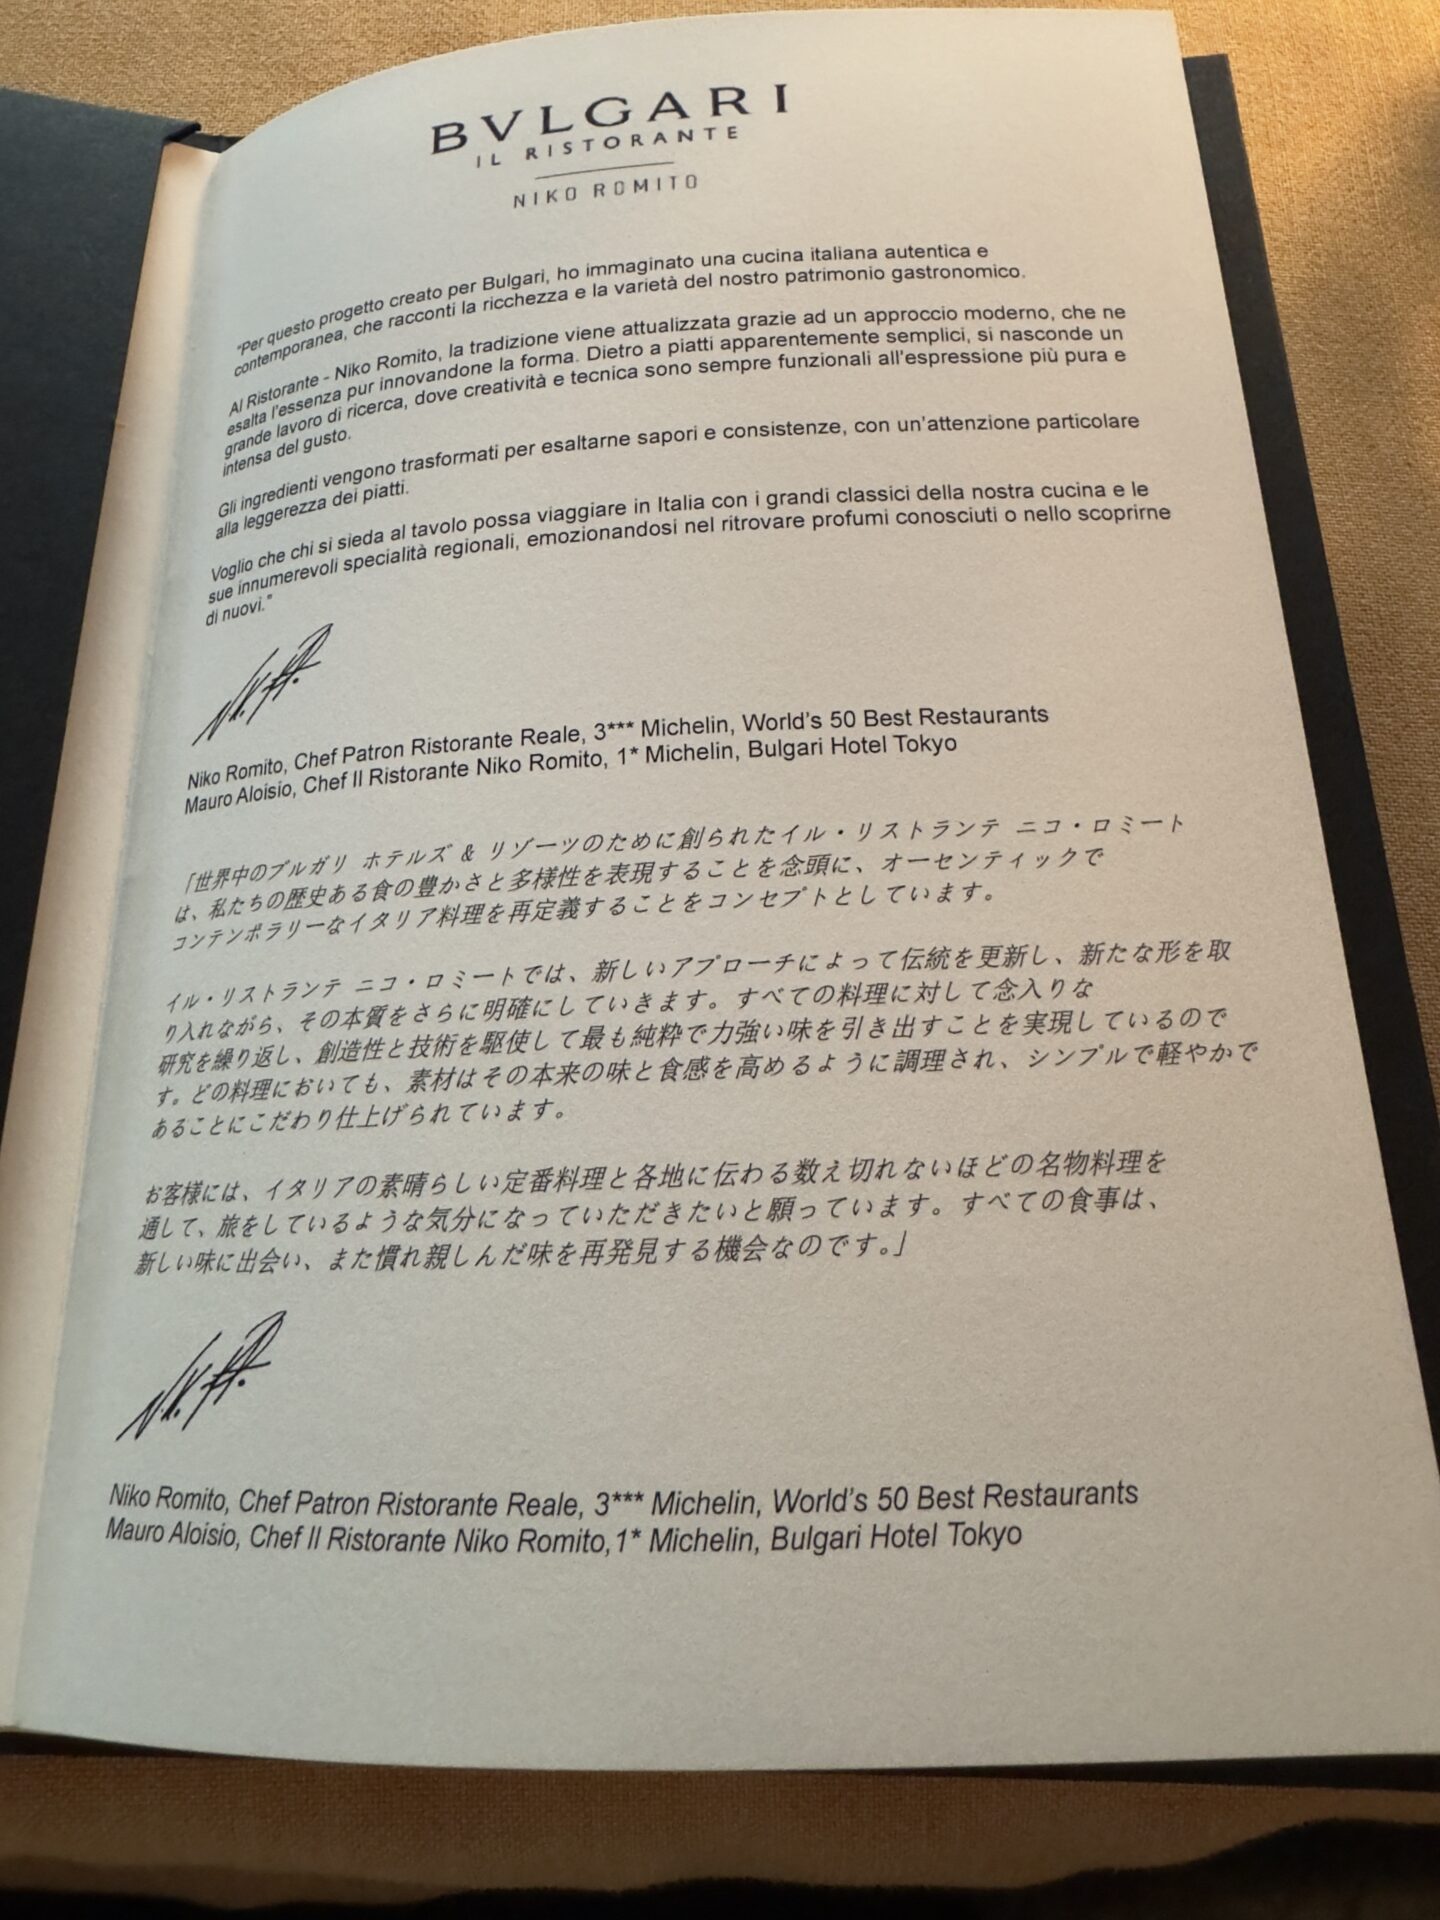 BVLGARI
IL RISTORANTE
NIKO ROMITO
"Per questo progetto creato per Bulgari, ho immaginato una cucina italiana autentica e
contemporanea, che racconti la ricchezza e la varietà del nostro patrimonio gastronomico.
Al Ristorante - Niko Romito, la tradizione viene attualizzata grazie ad un approccio moderno, che ne
esalta l'essenza pur innovandone la forma. Dietro a piatti apparentemente semplici, si nasconde un
grande lavoro di ricerca, dove creatività e tecnica sono sempre funzionali all'espressione più pura e
intensa del gusto.
Gli ingredienti vengono trasformati per esaltarne sapori e consistenze, con un'attenzione particolare
alla leggerezza dei piatti.
Voglio che chi si sieda al tavolo possa viaggiare in Italia con i grandi classici della nostra cucina e le
sue innumerevoli specialità regionali, emozionandosi nel ritrovare profumi conosciuti o nello scoprirne
di nuovi."
Niko Romito, Chef Patron Ristorante Reale, 3*** Michelin, World's 50 Best Restaurants
Mauro Aloisio, Chef Il Ristorante Niko Romito, 1* Michelin, Bulgari Hotel Tokyo
「世界中のブルガリ ホテルズ & リゾーツのために創られたイル・リストランテ ニコ・ロミート
は、私たちの歴史ある食の豊かさと多様性を表現することを念頭に、オーセンティックで
コンテンポラリーなイタリア料理を再定義することをコンセプトとしています。
イル・リストランテ ニコ・ロミートでは、新しいアプローチによって伝統を更新し、新たな形を取
り入れながら、その本質をさらに明確にしていきます。すべての料理に対して念入りな
研究を繰り返し、創造性と技術を駆使して最も純粋で力強い味を引き出すことを実現しているので
す。どの料理においても、素材はその本来の味と食感を高めるように調理され、シンプルで軽やかで
あることにこだわり仕上げられています。
お客様には、イタリアの素晴らしい定番料理と各地に伝わる数え切れないほどの名物料理を
通して、旅をしているような気分になっていただきたいと願っています。すべての食事は、
新しい味に出会い、また慣れ親しんだ味を再発見する機会なのです。」
Niko Romito, Chef Patron Ristorante Reale, 3*** Michelin, World's 50 Best Restaurants
Mauro Aloisio, Chef Il Ristorante Niko Romito,1* Michelin, Bulgari Hotel Tokyo